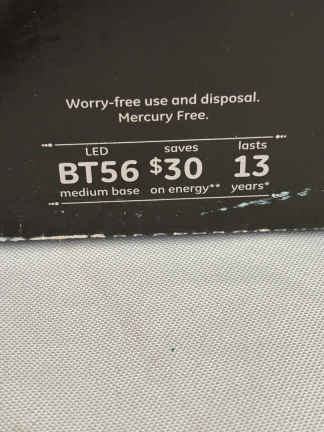 Worry-free use and disposal.
Mercury Free.
LED saves lasts
BT56 $30 13
medium base on energy** years*